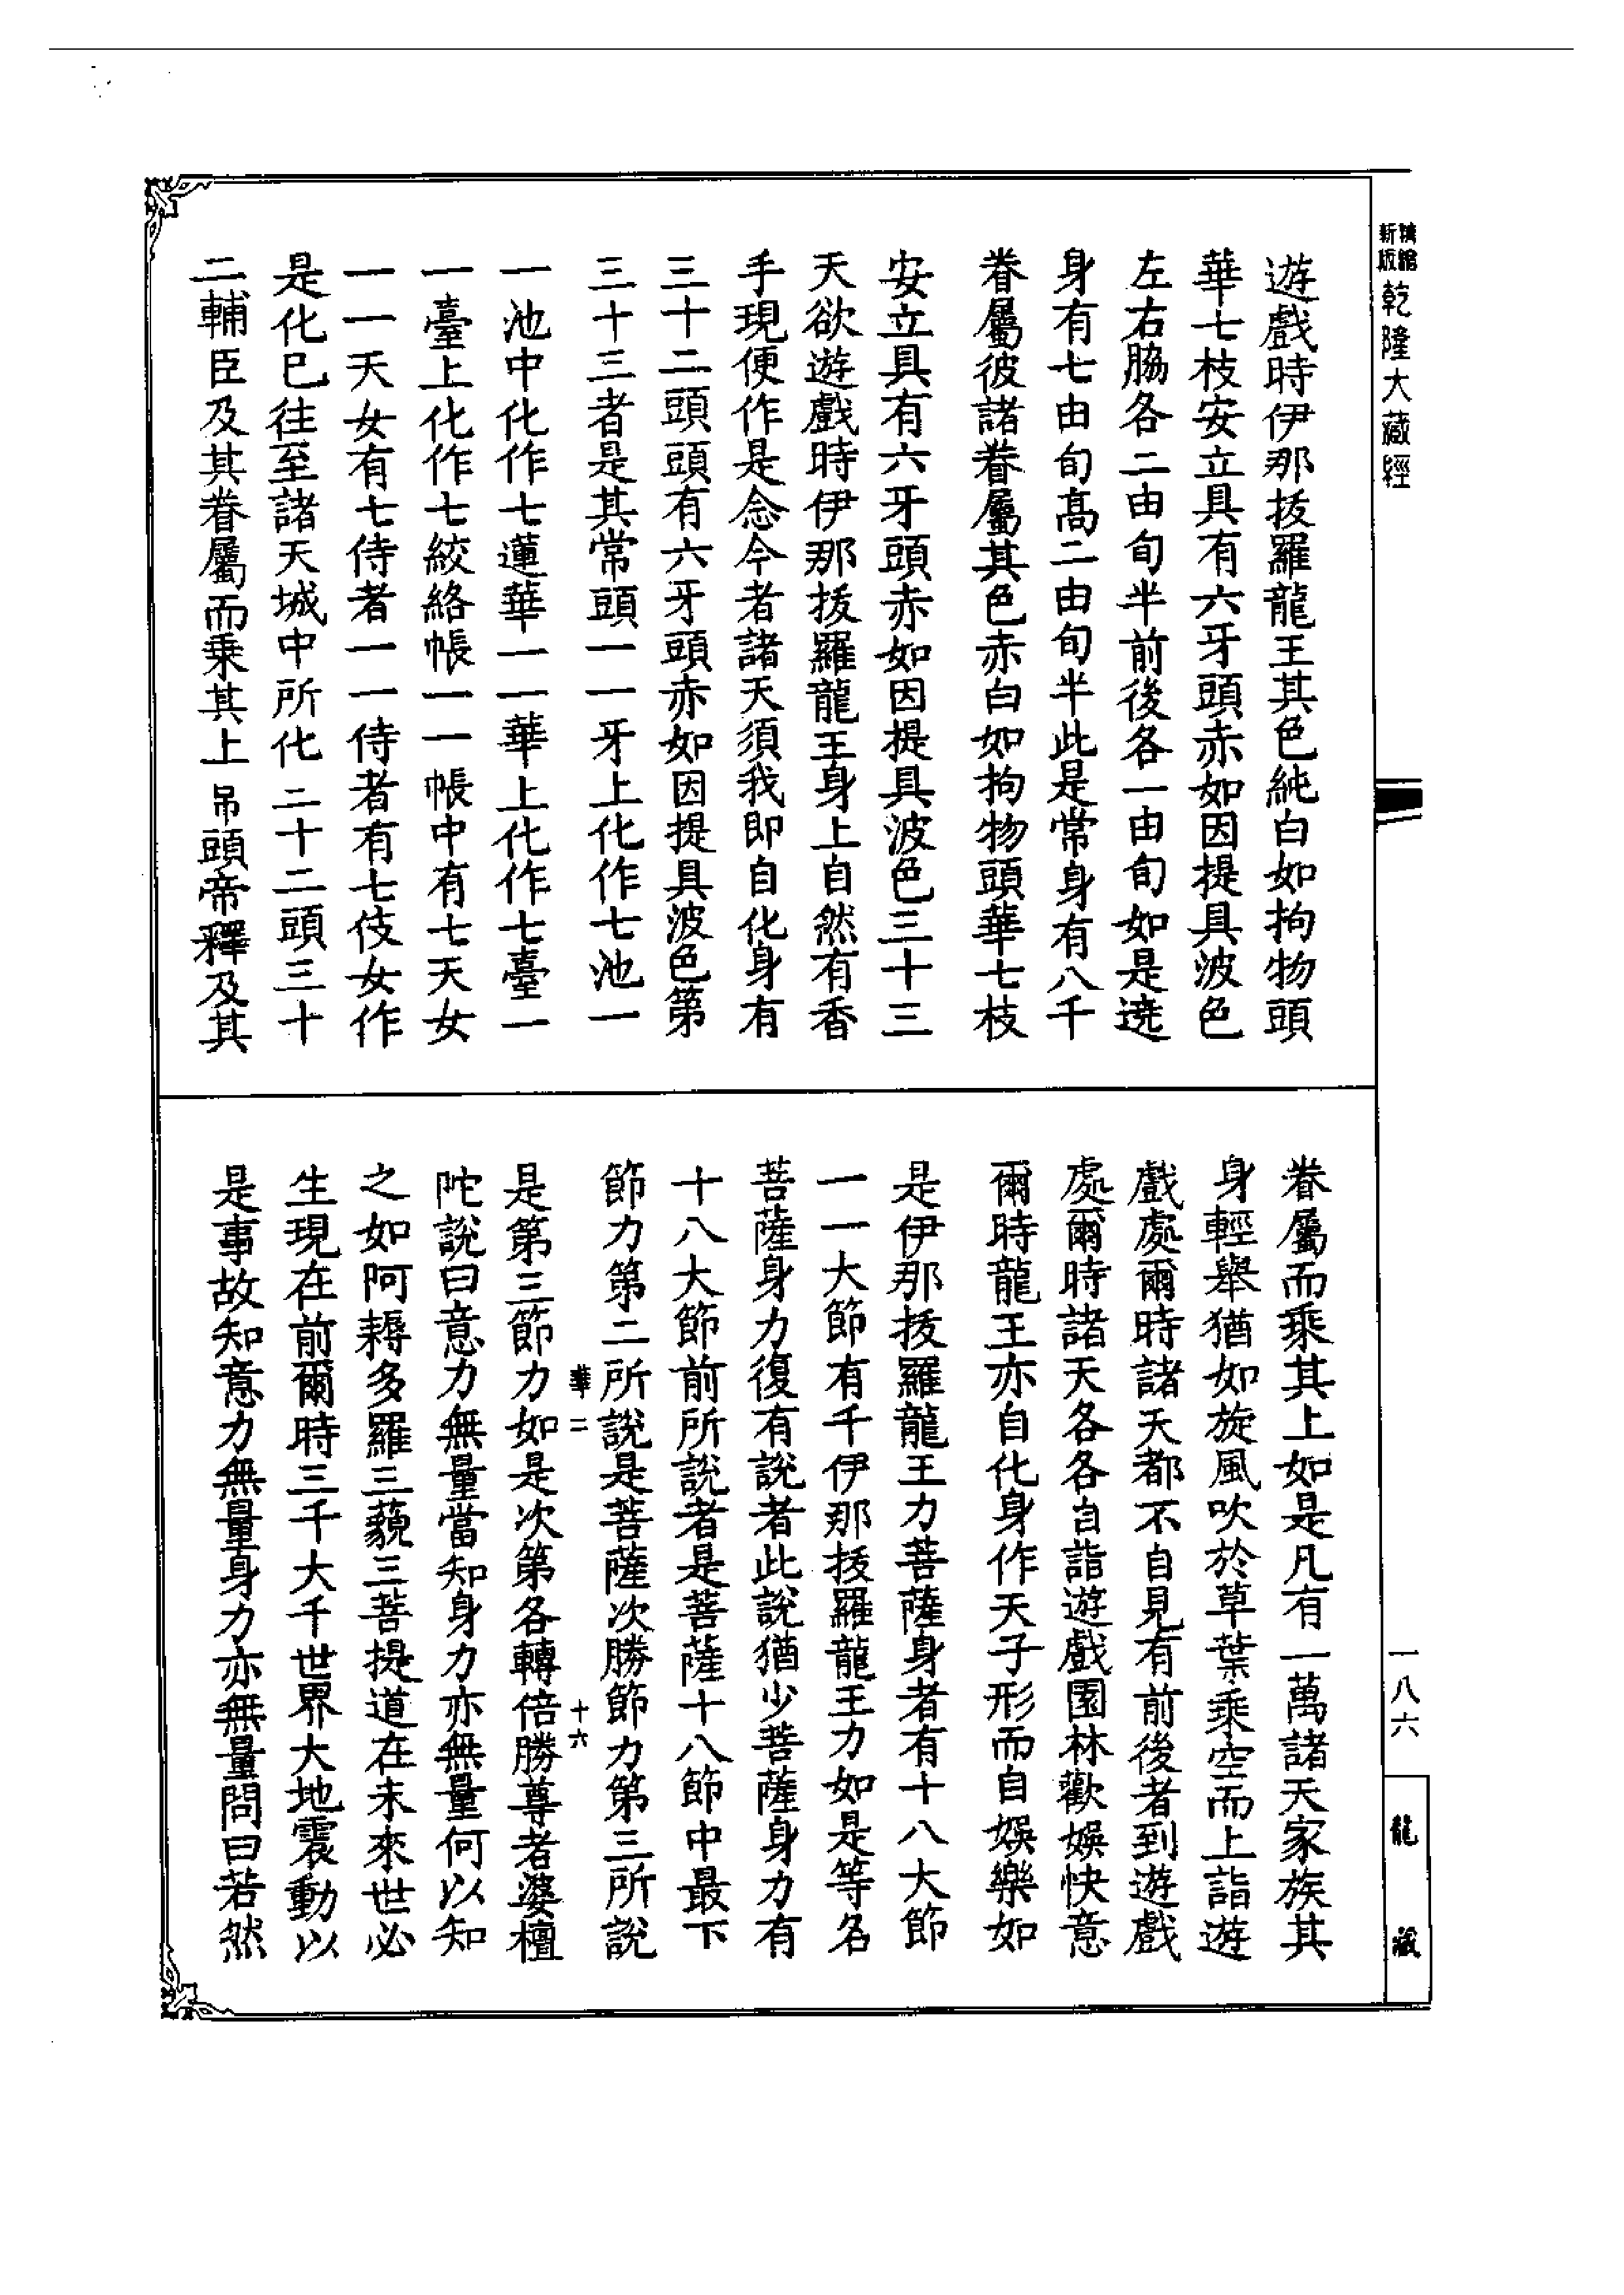 新版
精縮
乾隆大藏經
遊戲時伊那拔羅龍王其色純白如拘物頭
華七枝安立具有六牙頭赤如因提具波色
左右脇各二由旬半前後各一由旬如是遶
身有七由旬高二由旬半此是常身有八千
眷屬彼諸眷屬其色赤白如拘物頭華七枝
安立具有六牙頭赤如因提具波色三十三
天欲遊戲時伊那拔羅龍王身上自然有香
手現便作是念今者諸天須我即自化身有
三十二頭頭有六牙頭赤如因提具波色第
三十三者是其常頭一一牙上化作七池一
一池中化作七蓮華一一華上化作七臺一
一臺上化作七絞絡帳一一帳中有七天女
一一天女有七侍者一一侍者有七伎女作
是化已往至諸天城中所化二十二頭三十
二輔臣及其眷屬而乘其上帛頭帝釋及其
眷屬而乘其上如是凡有一萬諸天家族其
身輕舉猶如旋風吹於草葉乘空而上詣遊
戲處爾時諸天都不自見有前後者到遊戲
處爾時諸天各各自詣遊戲園林歡娛快意
爾時龍王亦自化身作天子形而自娛樂如
是伊那拔羅龍王力菩薩身者有十八大節
一一大節有千伊那拔羅龍王力如是等名
菩薩身力復有說者此說猶少菩薩身力有
十八大節前所說者是菩薩十八節中最下
節力第二所說是菩薩次勝節力第三所說
華二 十六
是第三節力如是次第各轉倍勝尊者婆檀
陀說曰意力無量當知身力亦無量何以知
之如阿耨多羅三藐三菩提道在未來世必
生現在前爾時三千大千世界大地震動以
是事故知意力無量身力亦無量問曰若然
一八六
龍藏